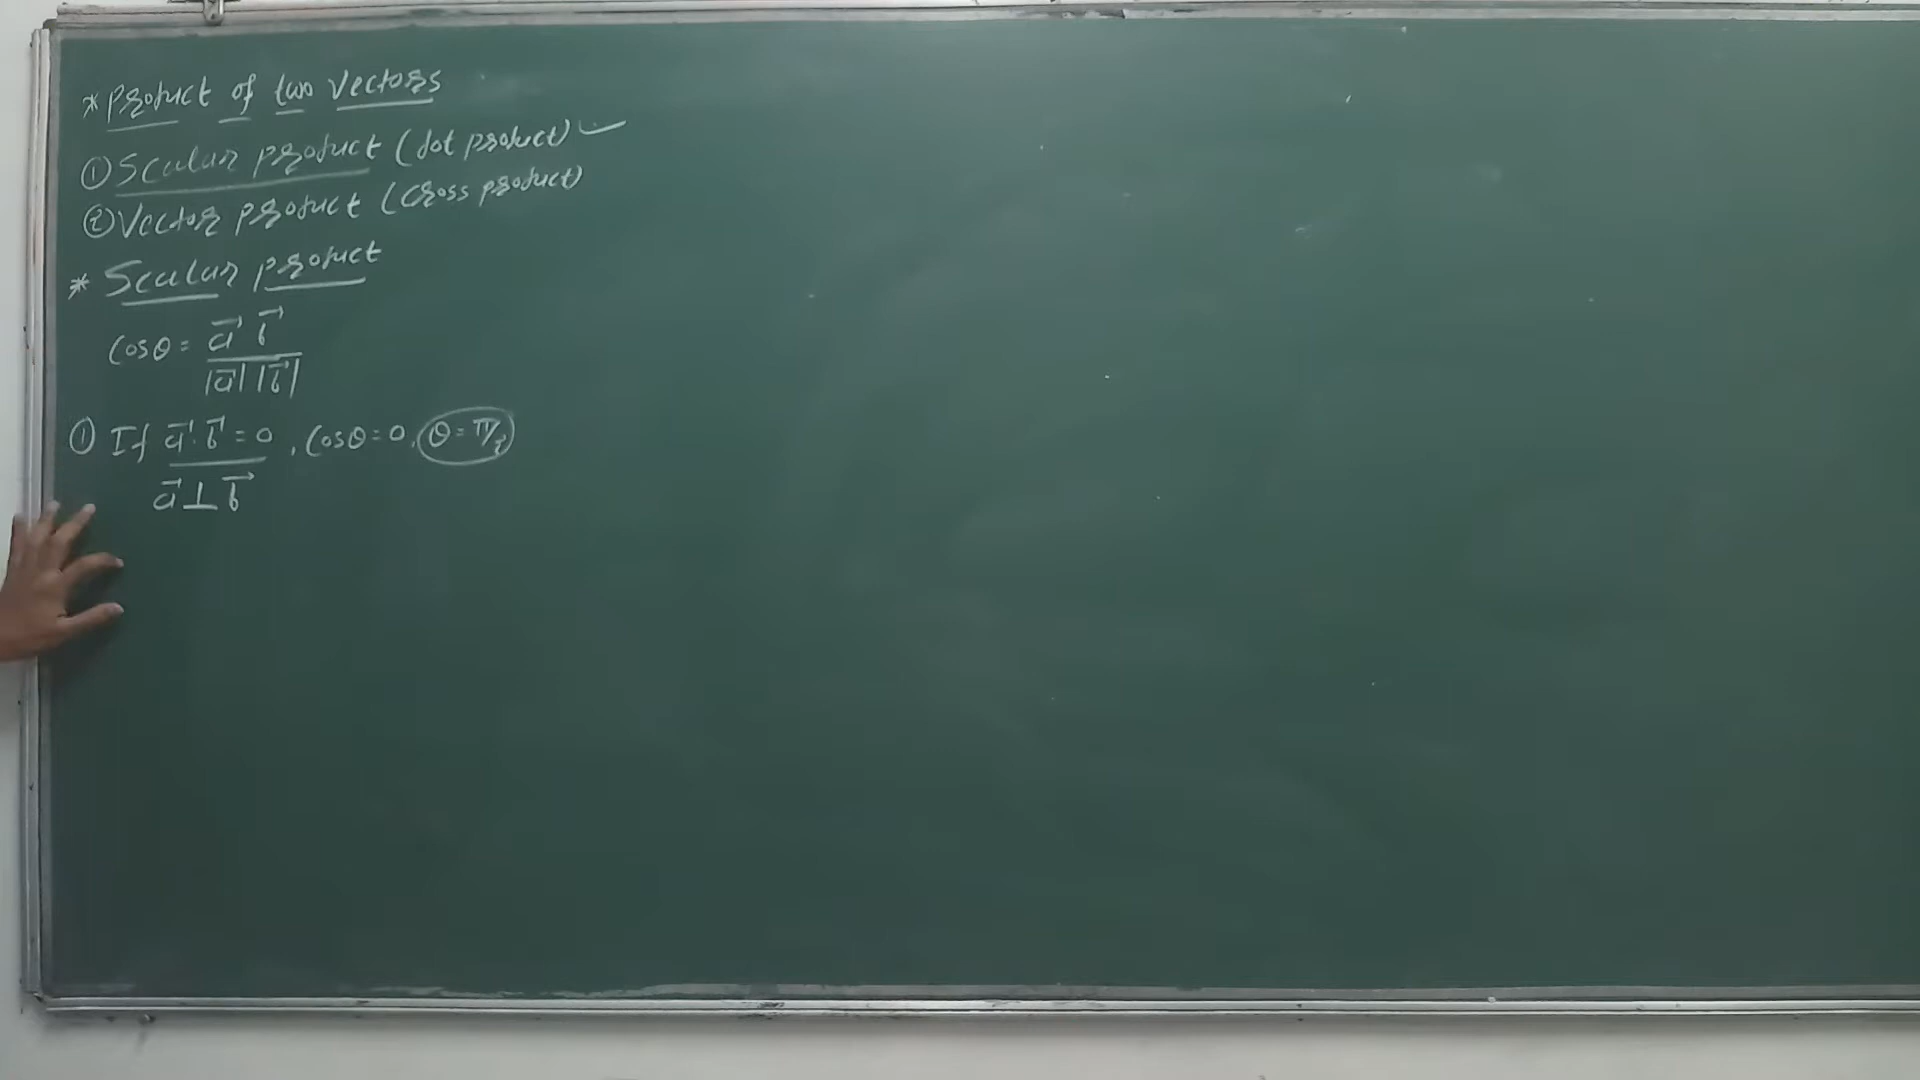 * Product of two vectors
① Scalar product (dot product) ✓
② Vector product (cross product)
* Scalar product
Cosθ = a⃗ b⃗ / |a⃗| |b⃗|
① If a⃗·b⃗ = 0, Cosθ = 0, θ = π/2
a⃗ ⊥ b⃗